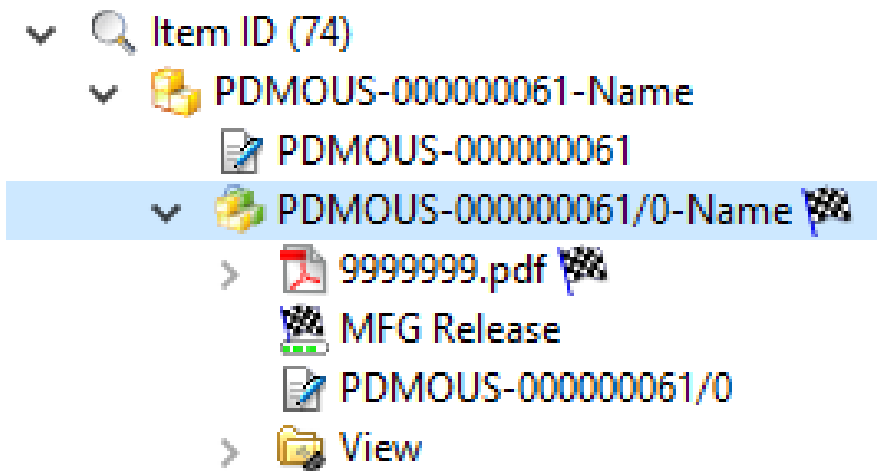 Item ID (74)
PDMOUS-000000061-Name
PDMOUS-000000061
PDMOUS-000000061/0-Name
9999999.pdf
MFG Release
PDMOUS-000000061/0
View